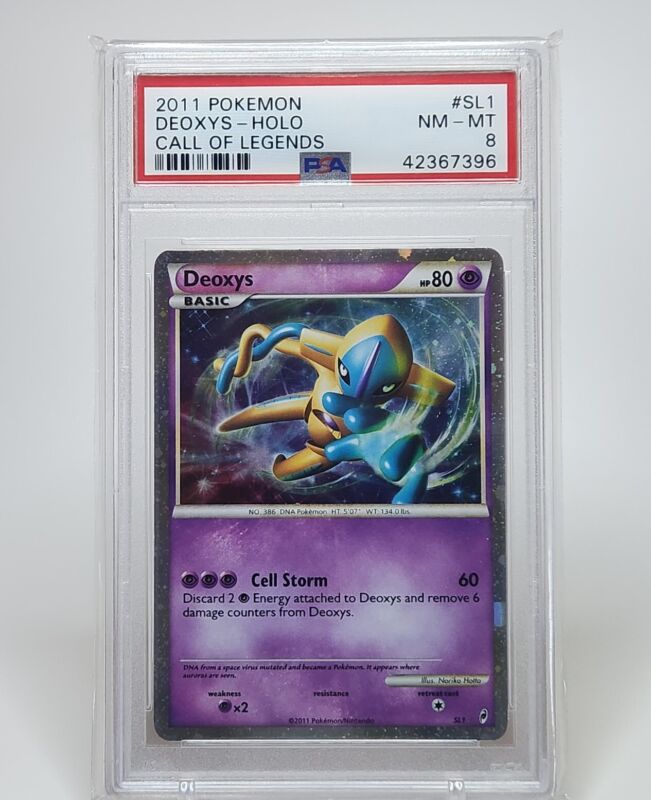 2011 POKEMON #SL1
DEOXYS - HOLO NM - MT
CALL OF LEGENDS 8
PSA 42367396
Deoxys HP 80
BASIC
NO. 386 DNA Pokémon HT: 5'07" WT: 134.0 lbs.
Cell Storm 60
Discard 2 Energy attached to Deoxys and remove 6
damage counters from Deoxys.
DNA from a space virus mutated and became a Pokémon. It appears where
auroras are seen.
Illus. Noriko Hotta
weakness resistance retreat cost
×2
©2011 Pokémon/Nintendo SL1